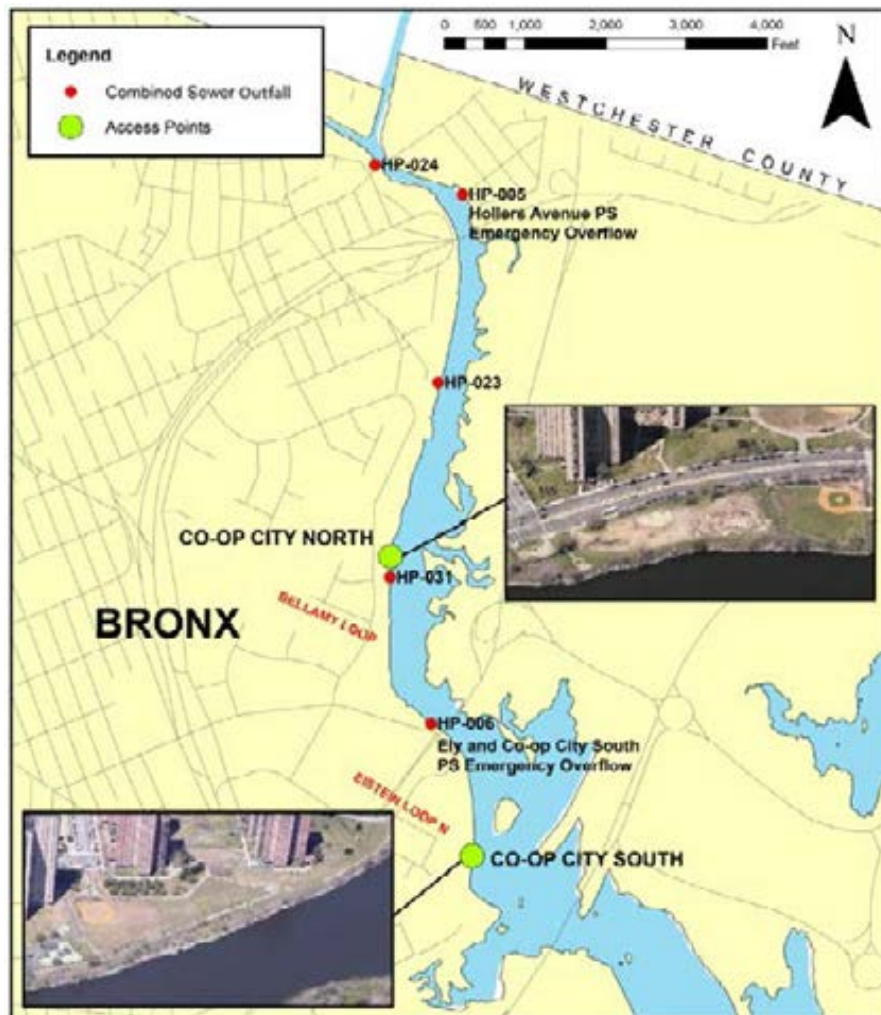 Legend
Combined Sewer Outfall
Access Points
0 500 1,000 2,000 3,000 4,000
Feet
N
WESTCHESTER COUNTY
HP-024
HP-005
Hollers Avenue PS
Emergency Overflow
HP-023
CO-OP CITY NORTH
HP-031
BELLAMY LOOP
BRONX
HP-006
Ely and Co-op City South
PS Emergency Overflow
EISTEIN LOOP N
CO-OP CITY SOUTH